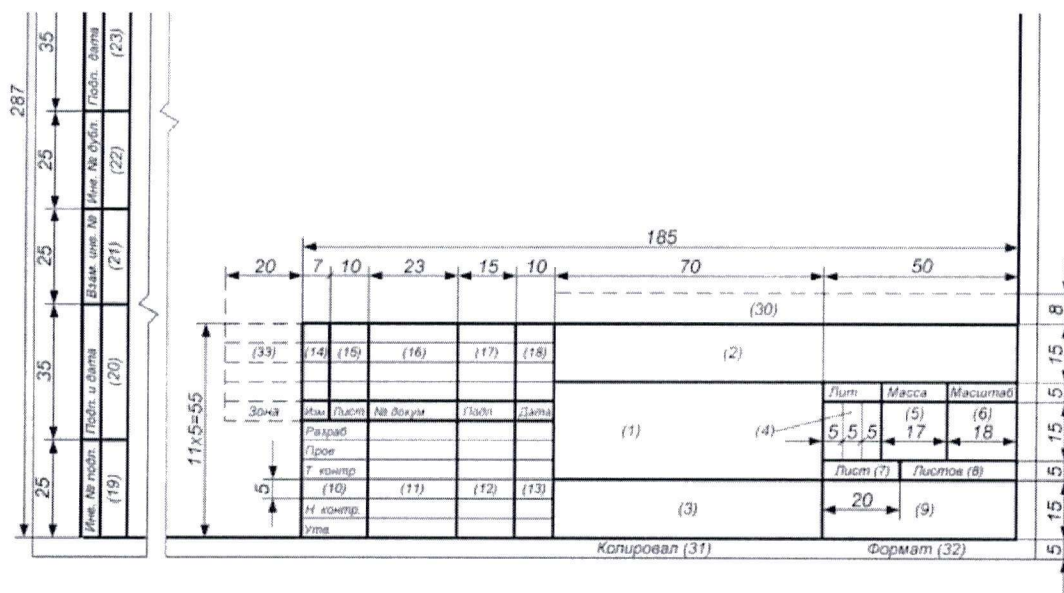 287
35
25
25
35
25
Подп. дата
(23)
Инв. № дубл.
(22)
Взам. инв. №
(21)
Подп. и дата
(20)
Инв. № подл.
(19)
185
20 7 10 23 15 10 70 50
(30)
8
(33) (14) (15) (16) (17) (18) (2)
15
Зона Изм Лист № докум Подп Дата
Лит Масса Масштаб
5
11х5=55
Разраб
(1) (4) (5) (6)
5 5 5 17 18
15
Пров
Т контр
Лист (7) Листов (8)
5
5
(10) (11) (12) (13)
20
(3) (9)
15
Н контр.
Утв
Копировал (31) Формат (32)
5